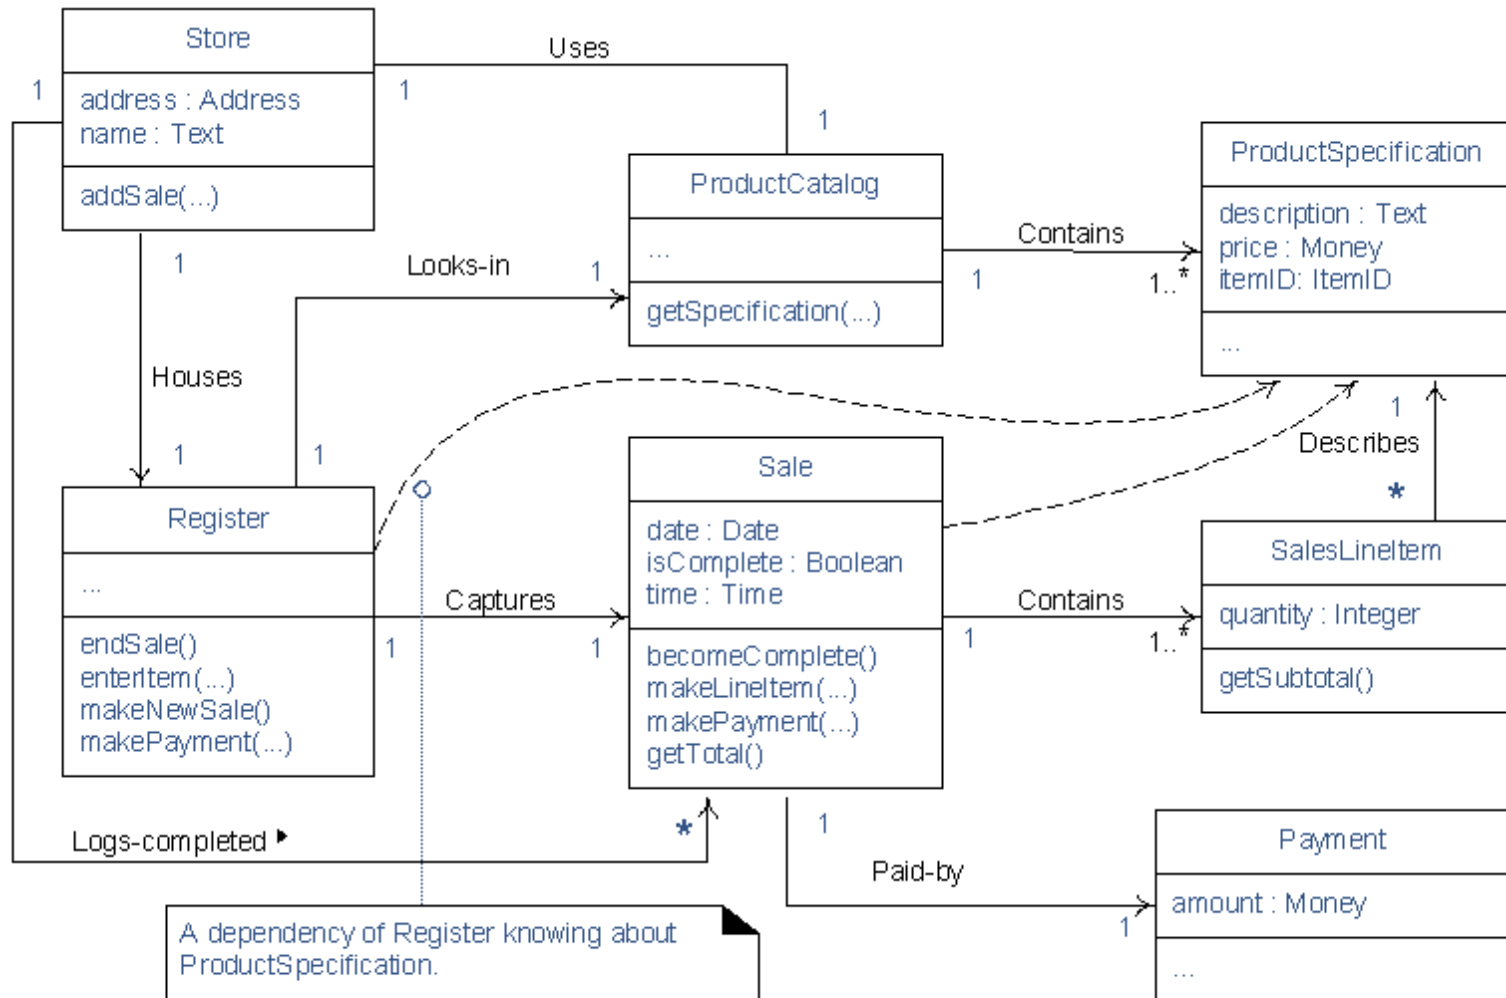 Store
address : Address
name : Text
addSale(...)
1
1
Uses
1
1
Houses
1
Looks-in
1
1
ProductCatalog
...
getSpecification(...)
Contains
1
1..*
ProductSpecification
description : Text
price : Money
itemID: ItemID
...
1
Describes
*
Register
...
endSale()
enterItem(...)
makeNewSale()
makePayment(...)
Captures
1
1
Sale
date : Date
isComplete : Boolean
time : Time
becomeComplete()
makeLineItem(...)
makePayment(...)
getTotal()
Contains
1
1..*
SalesLineItem
quantity : Integer
getSubtotal()
Logs-completed
*
1
Paid-by
1
Payment
amount : Money
...
A dependency of Register knowing about
ProductSpecification.